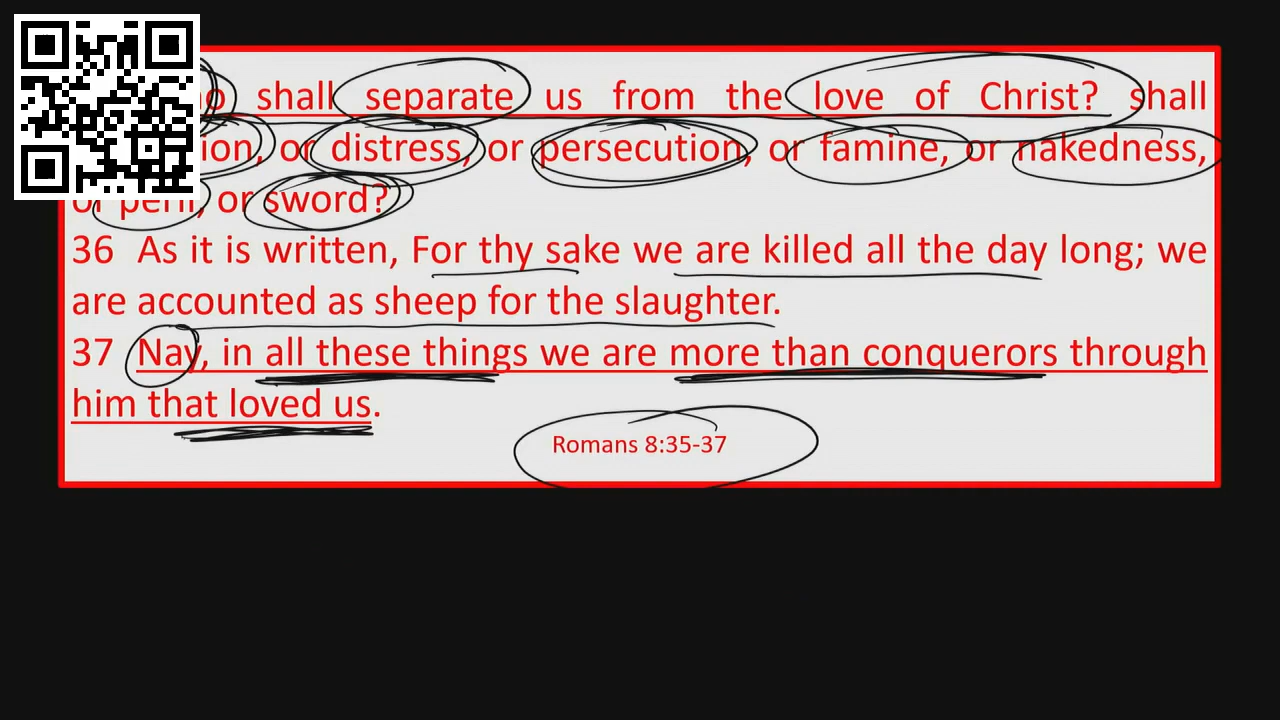 shall separate us from the love of Christ? shall
or distress, or persecution, or famine, or nakedness,
or peril, or sword?
36 As it is written, For thy sake we are killed all the day long; we
are accounted as sheep for the slaughter.
37 Nay, in all these things we are more than conquerors through
him that loved us.
Romans 8:35-37